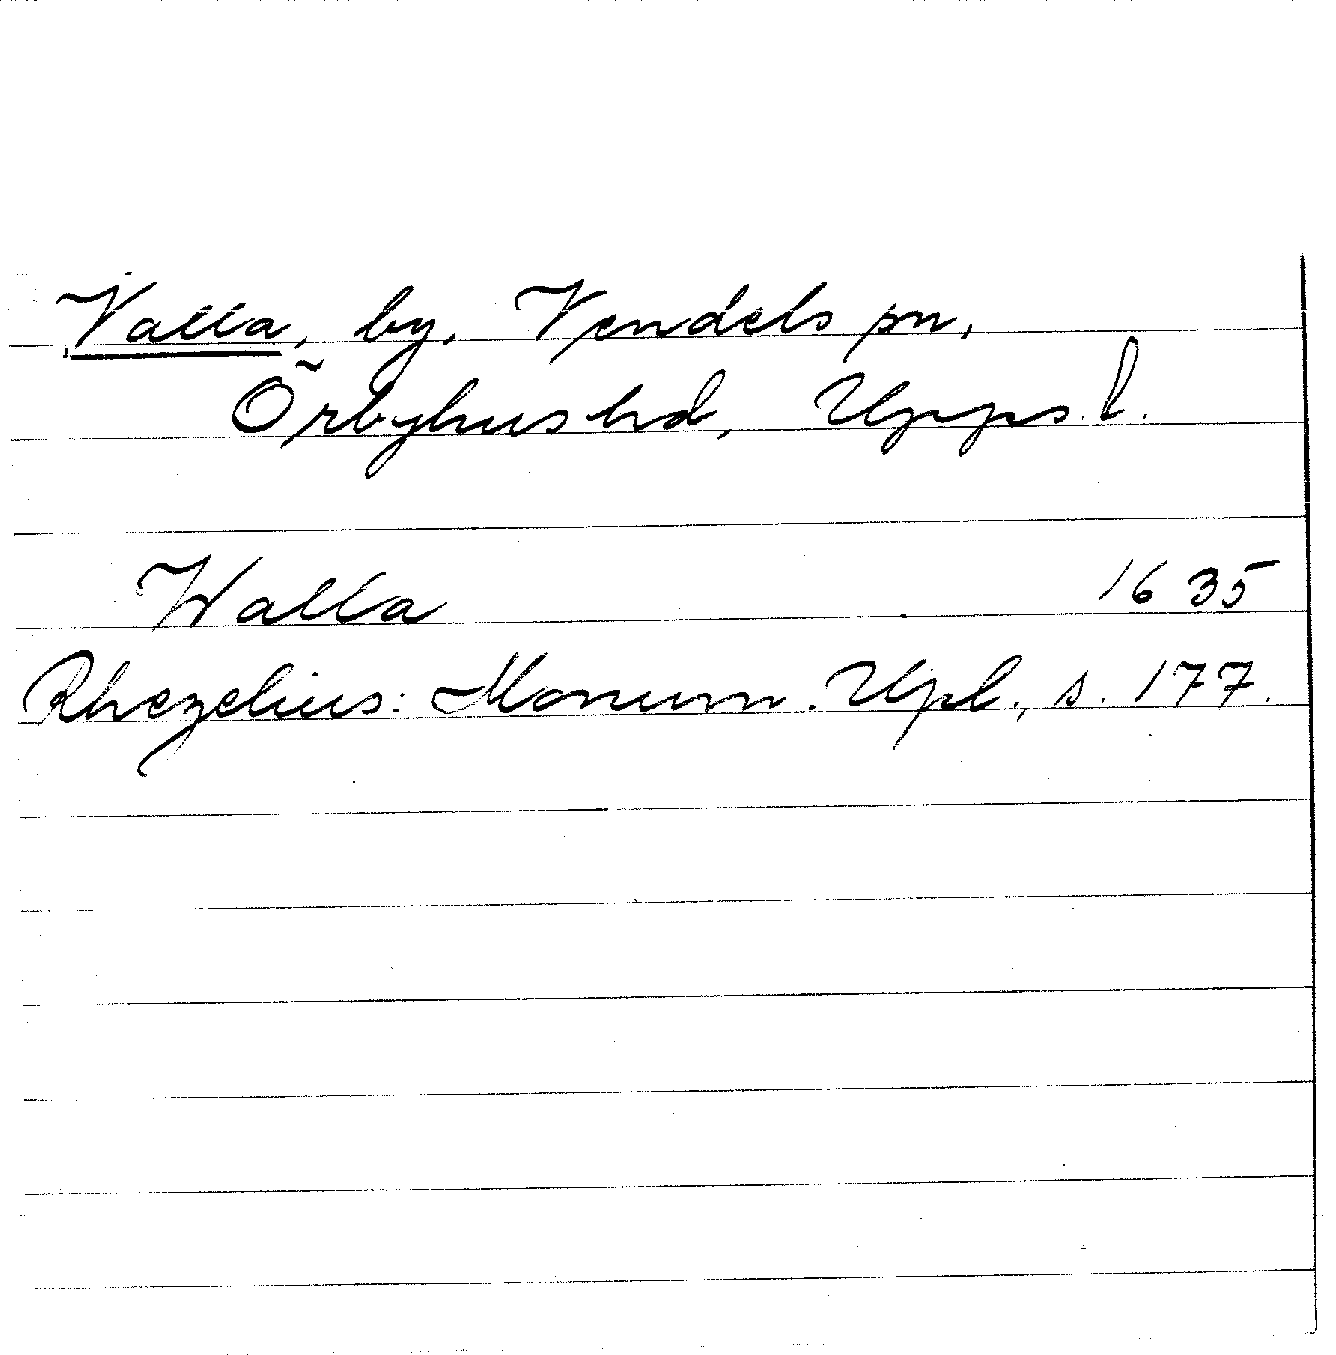 Valla, by, Vendels sn,
Örbyhus hd, Upps. l.
Walla 1635
Rhezelius: Monum. Upl., s. 177.